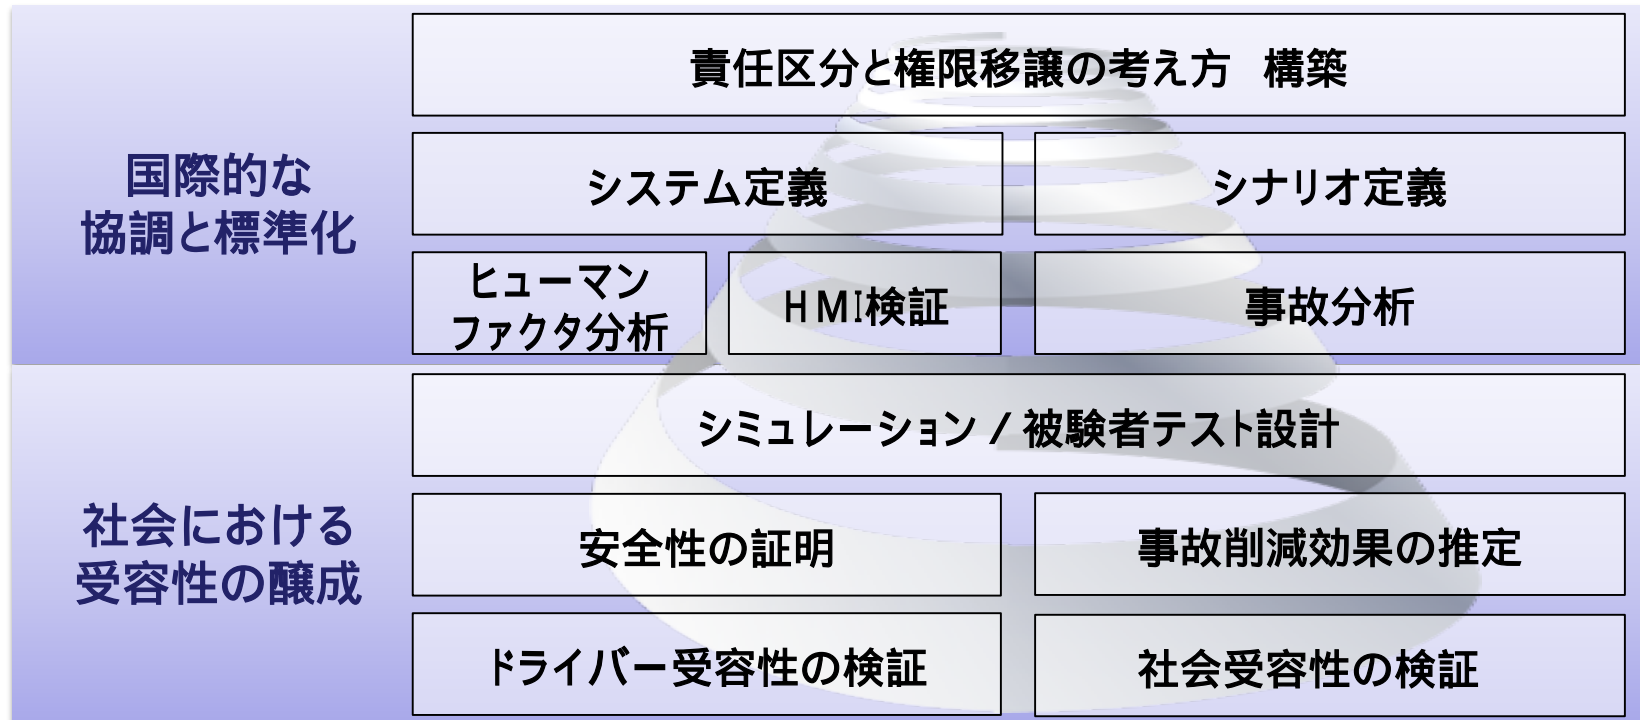 国際的な
協調と標準化
責任区分と権限移譲の考え方　構築
システム定義
シナリオ定義
ヒューマン
ファクタ分析
HMI検証
事故分析
社会における
受容性の醸成
シミュレーション / 被験者テスト設計
安全性の証明
事故削減効果の推定
ドライバー受容性の検証
社会受容性の検証